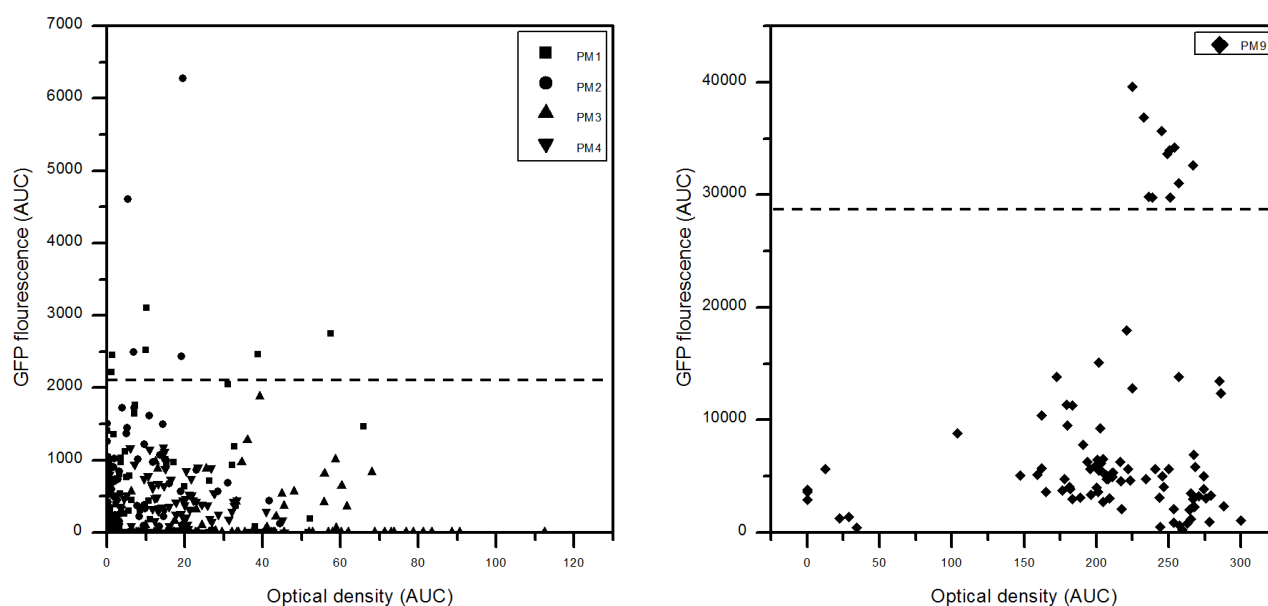 7000
6000
5000
4000
3000
2000
1000
0
0 20 40 60 80 100 120
GFP flourescence (AUC)
Optical density (AUC)
PM1
PM2
PM3
PM4
40000
30000
20000
10000
0
0 50 100 150 200 250 300
GFP flourescence (AUC)
Optical density (AUC)
PM9